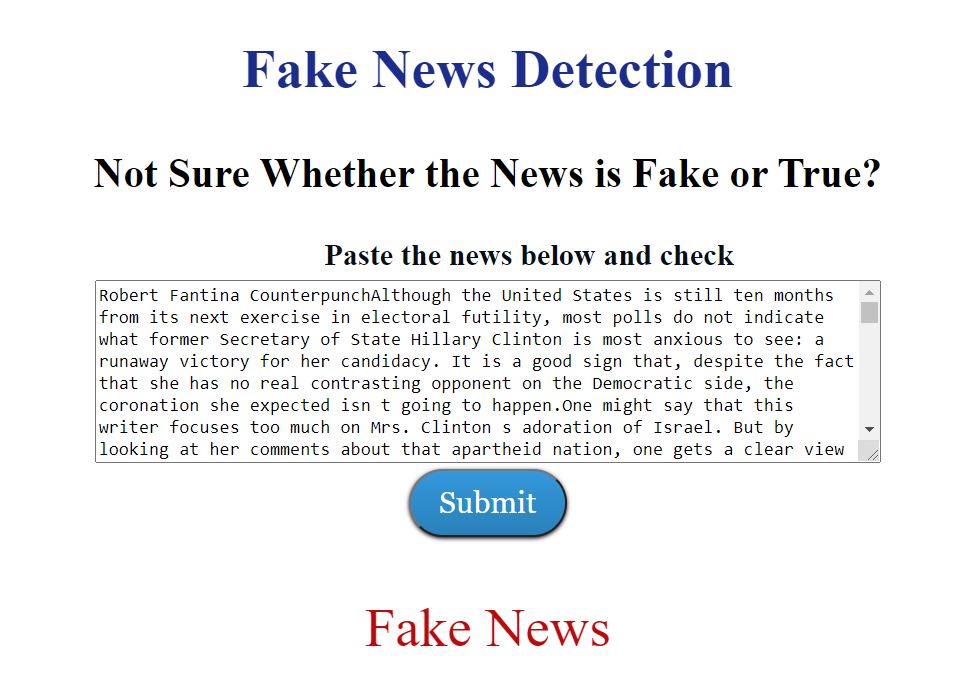 Fake News Detection
Not Sure Whether the News is Fake or True?
Paste the news below and check
Robert Fantina CounterpunchAlthough the United States is still ten months
from its next exercise in electoral futility, most polls do not indicate
what former Secretary of State Hillary Clinton is most anxious to see: a
runaway victory for her candidacy. It is a good sign that, despite the fact
that she has no real contrasting opponent on the Democratic side, the
coronation she expected isn t going to happen.One might say that this
writer focuses too much on Mrs. Clinton s adoration of Israel. But by
looking at her comments about that apartheid nation, one gets a clear view
Submit
Fake News